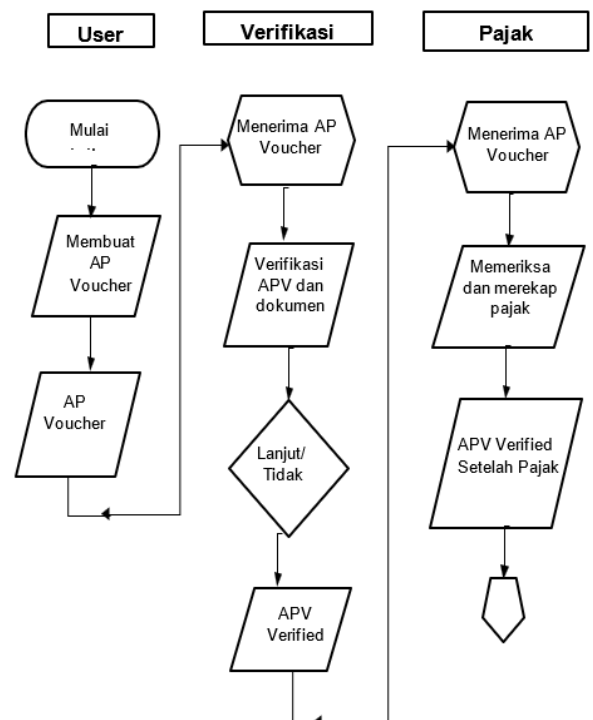 User
Verifikasi
Pajak
Mulai
Membuat
AP
Voucher
AP
Voucher
Menerima AP
Voucher
Verifikasi
APV dan
dokumen
Lanjut/
Tidak
APV
Verified
Menerima AP
Voucher
Memeriksa
dan merekap
pajak
APV Verified
Setelah Pajak